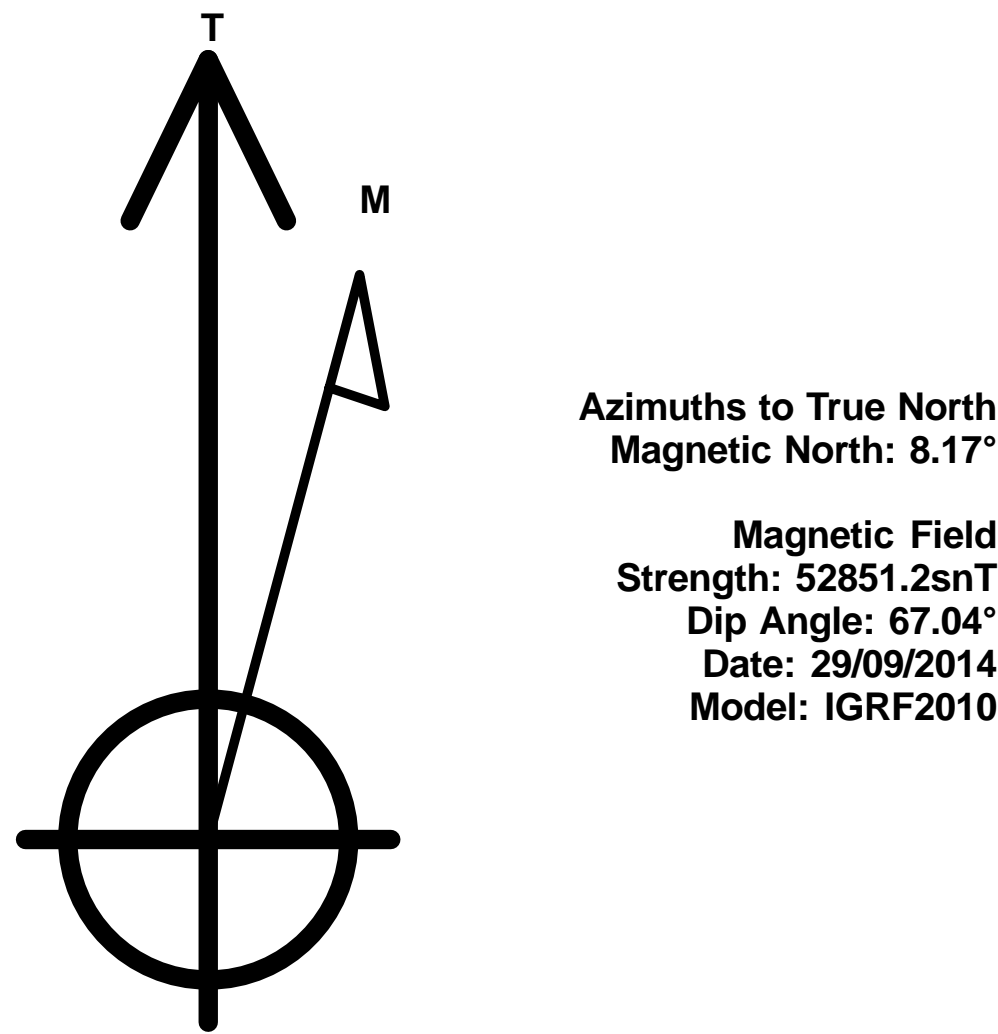 T
M
Azimuths to True North
Magnetic North: 8.17°
Magnetic Field
Strength: 52851.2snT
Dip Angle: 67.04°
Date: 29/09/2014
Model: IGRF2010